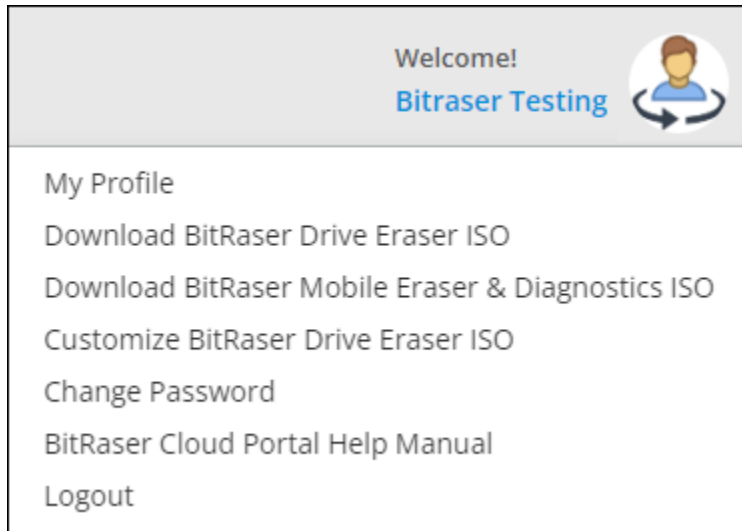 Welcome!
Bitraser Testing
My Profile
Download BitRaser Drive Eraser ISO
Download BitRaser Mobile Eraser & Diagnostics ISO
Customize BitRaser Drive Eraser ISO
Change Password
BitRaser Cloud Portal Help Manual
Logout